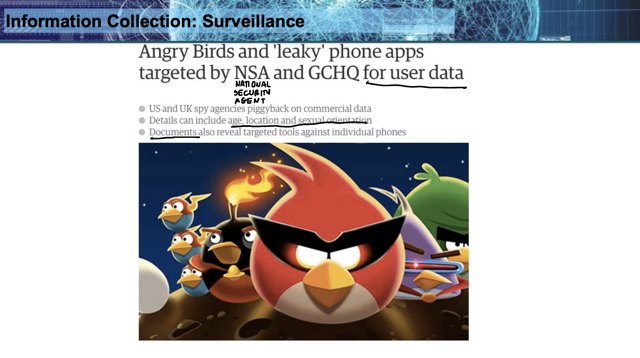 Information Collection: Surveillance
Angry Birds and 'leaky' phone apps
targeted by NSA and GCHQ for user data
NATIONAL
SECURITY
AGENT
US and UK spy agencies piggyback on commercial data
Details can include age, location and sexual orientation
Documents also reveal targeted tools against individual phones